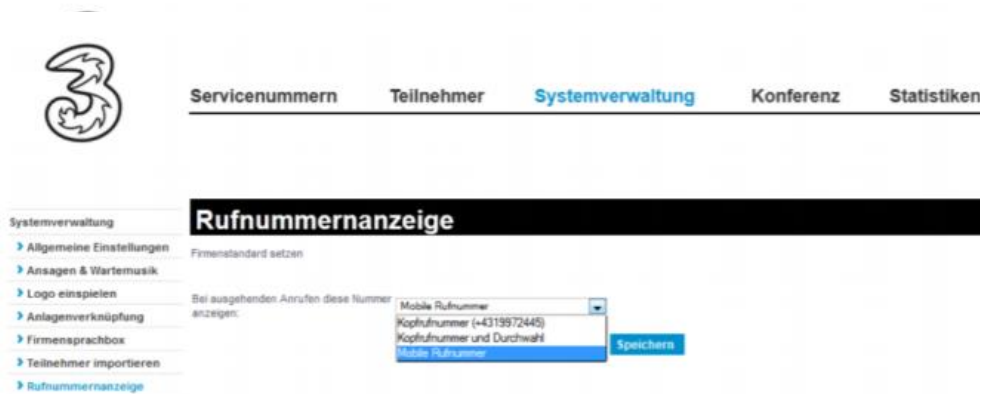 Servicenummern Teilnehmer Systemverwaltung Konferenz Statistiken
Systemverwaltung
Allgemeine Einstellungen
Ansagen & Wartemusik
Logo einspielen
Anlagenverknüpfung
Firmensprachbox
Teilnehmer importieren
Rufnummernanzeige
Rufnummernanzeige
Firmenstandard setzen
Bei ausgehenden Anrufen diese Nummer
anzeigen:
Mobile Rufnummer
Kopfrufnummer (+4319972445)
Kopfrufnummer und Durchwahl
Mobile Rufnummer
Speichern